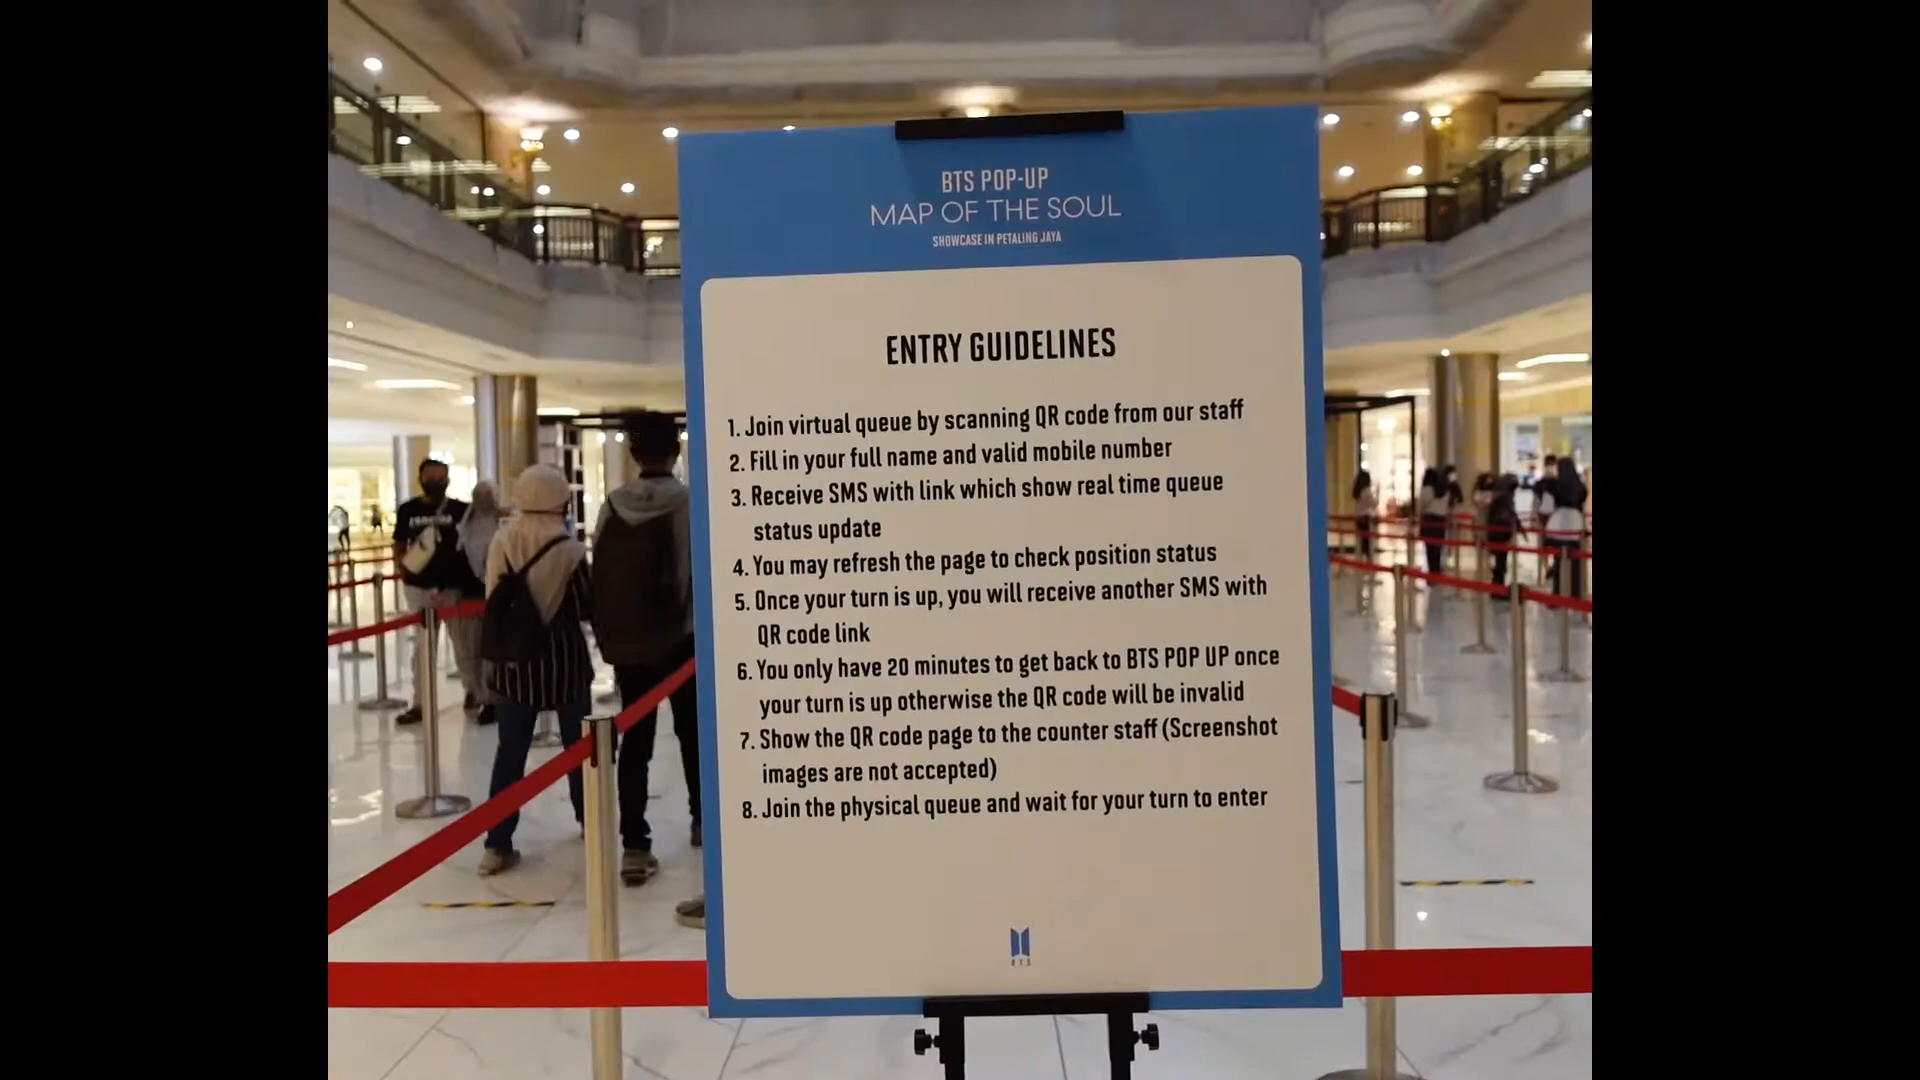 BTS POP-UP
MAP OF THE SOUL
SHOWCASE IN PETALING JAYA
ENTRY GUIDELINES
1. Join virtual queue by scanning QR code from our staff
2. Fill in your full name and valid mobile number
3. Receive SMS with link which show real time queue
status update
4. You may refresh the page to check position status
5. Once your turn is up, you will receive another SMS with
QR code link
6. You only have 20 minutes to get back to BTS POP UP once
your turn is up otherwise the QR code will be invalid
7. Show the QR code page to the counter staff (Screenshot
images are not accepted)
8. Join the physical queue and wait for your turn to enter
BTS